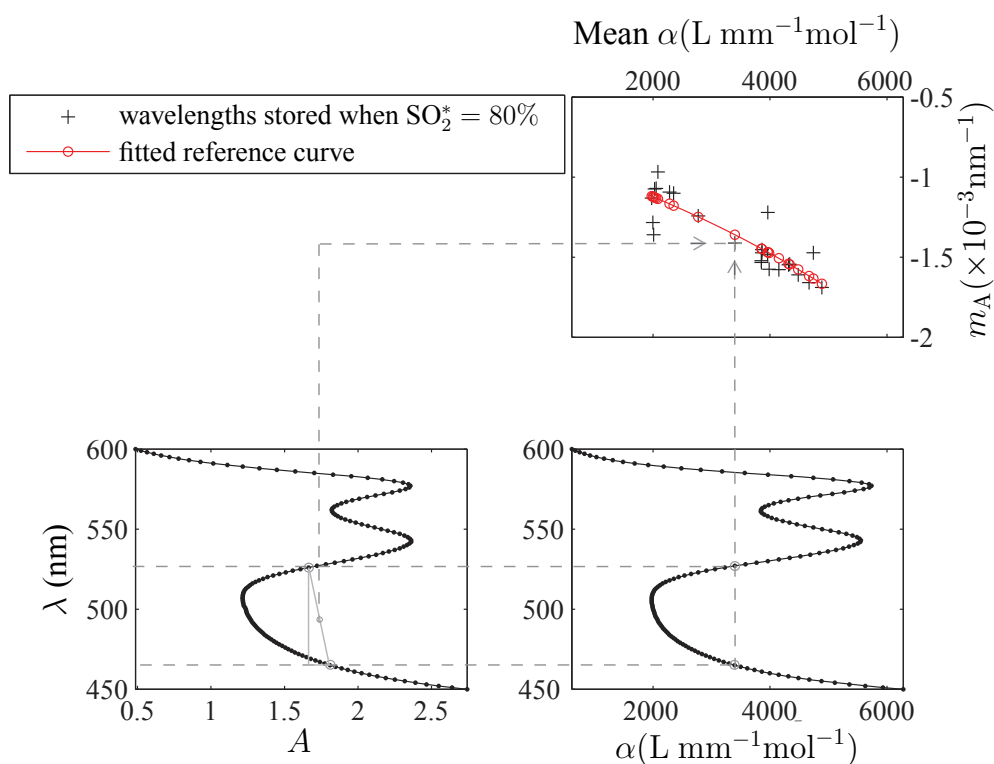 Mean α(L mm⁻¹mol⁻¹)
2000 4000 6000
+ wavelengths stored when SO₂* = 80%
fitted reference curve
-0.5
-1
-1.5
-2
m_A(×10⁻³nm⁻¹)
600
550
500
450
λ (nm)
0.5 1 1.5 2 2.5
A
600
550
500
450
2000 4000 6000
α(L mm⁻¹mol⁻¹)